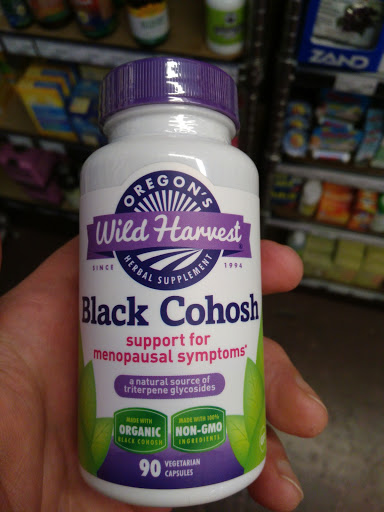 ZAND
OREGON'S
Wild Harvest
SINCE 1994
HERBAL SUPPLEMENT
Black Cohosh
support for
menopausal symptoms*
a natural source of
triterpene glycosides
MADE WITH
ORGANIC
BLACK COHOSH
MADE WITH 100%
NON-GMO
INGREDIENTS
90 VEGETARIAN
CAPSULES